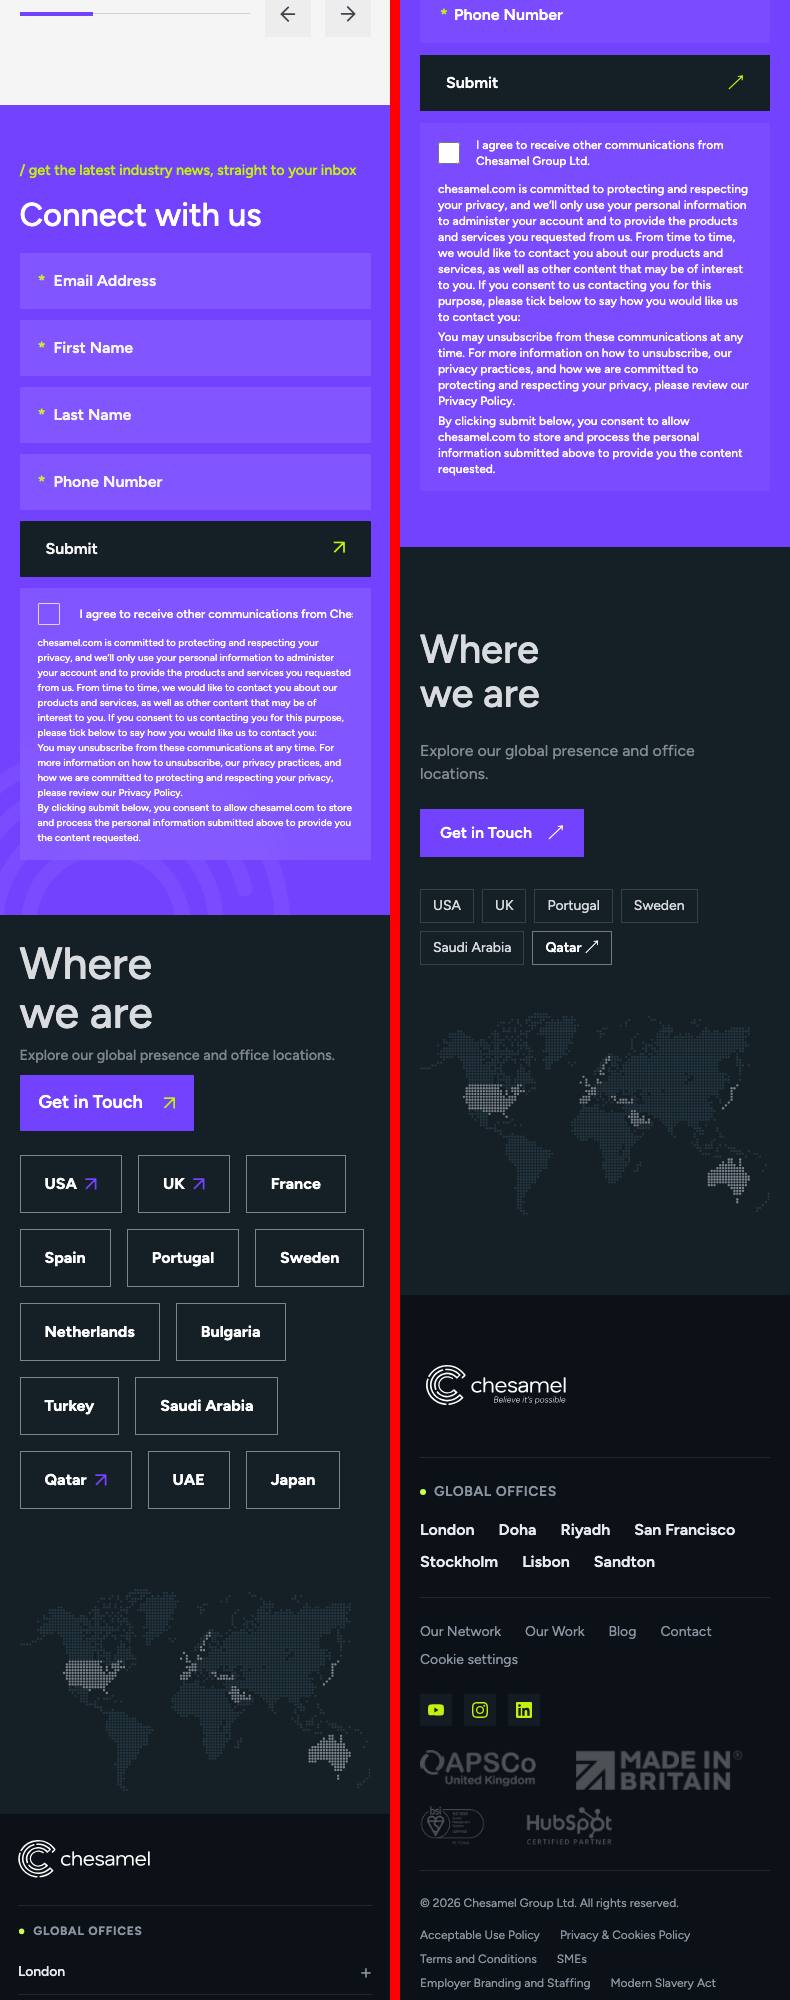 / get the latest industry news, straight to your inbox
Connect with us
* Email Address
* First Name
* Last Name
* Phone Number
Submit
I agree to receive other communications from Che
chesamel.com is committed to protecting and respecting your
privacy, and we'll only use your personal information to administer
your account and to provide the products and services you requested
from us. From time to time, we would like to contact you about our
products and services, as well as other content that may be of
interest to you. If you consent to us contacting you for this purpose,
please tick below to say how you would like us to contact you:
You may unsubscribe from these communications at any time. For
more information on how to unsubscribe, our privacy practices, and
how we are committed to protecting and respecting your privacy,
please review our Privacy Policy.
By clicking submit below, you consent to allow chesamel.com to store
and process the personal information submitted above to provide you
the content requested.
Where
we are
Explore our global presence and office locations.
Get in Touch
USA UK France
Spain Portugal Sweden
Netherlands Bulgaria
Turkey Saudi Arabia
Qatar UAE Japan
chesamel
GLOBAL OFFICES
London +
* Phone Number
Submit
I agree to receive other communications from
Chesamel Group Ltd.
chesamel.com is committed to protecting and respecting
your privacy, and we'll only use your personal information
to administer your account and to provide the products
and services you requested from us. From time to time,
we would like to contact you about our products and
services, as well as other content that may be of interest
to you. If you consent to us contacting you for this
purpose, please tick below to say how you would like us
to contact you:
You may unsubscribe from these communications at any
time. For more information on how to unsubscribe, our
privacy practices, and how we are committed to
protecting and respecting your privacy, please review our
Privacy Policy.
By clicking submit below, you consent to allow
chesamel.com to store and process the personal
information submitted above to provide you the content
requested.
Where
we are
Explore our global presence and office
locations.
Get in Touch
USA UK Portugal Sweden
Saudi Arabia Qatar
chesamel
Believe it's possible
GLOBAL OFFICES
London Doha Riyadh San Francisco
Stockholm Lisbon Sandton
Our Network Our Work Blog Contact
Cookie settings
APSCo
United Kingdom
MADE IN
BRITAIN®
bsi
HubSpot
CERTIFIED PARTNER
© 2026 Chesamel Group Ltd. All rights reserved.
Acceptable Use Policy Privacy & Cookies Policy
Terms and Conditions SMEs
Employer Branding and Staffing Modern Slavery Act